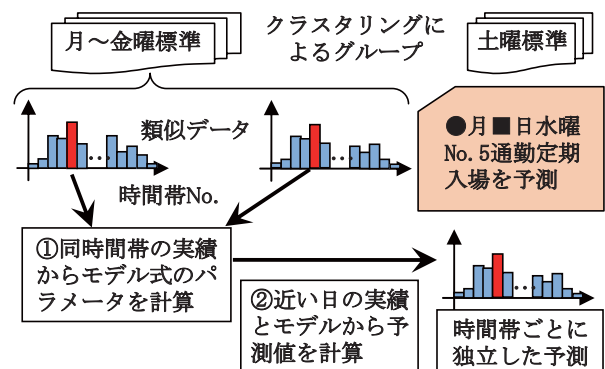 月～金曜標準
クラスタリングに
よるグループ
土曜標準
類似データ
時間帯No.
●月■日水曜
No.5通勤定期
入場を予測
①同時間帯の実績
からモデル式のパ
ラメータを計算
②近い日の実績
とモデルから予
測値を計算
時間帯ごとに
独立した予測